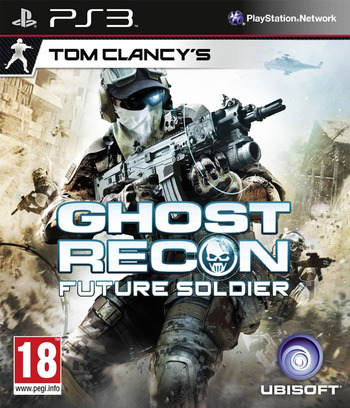 PS3
PlayStation®Network
TOM CLANCY'S
GHOST
RECON
FUTURE SOLDIER
18
www.pegi.info
UBISOFT